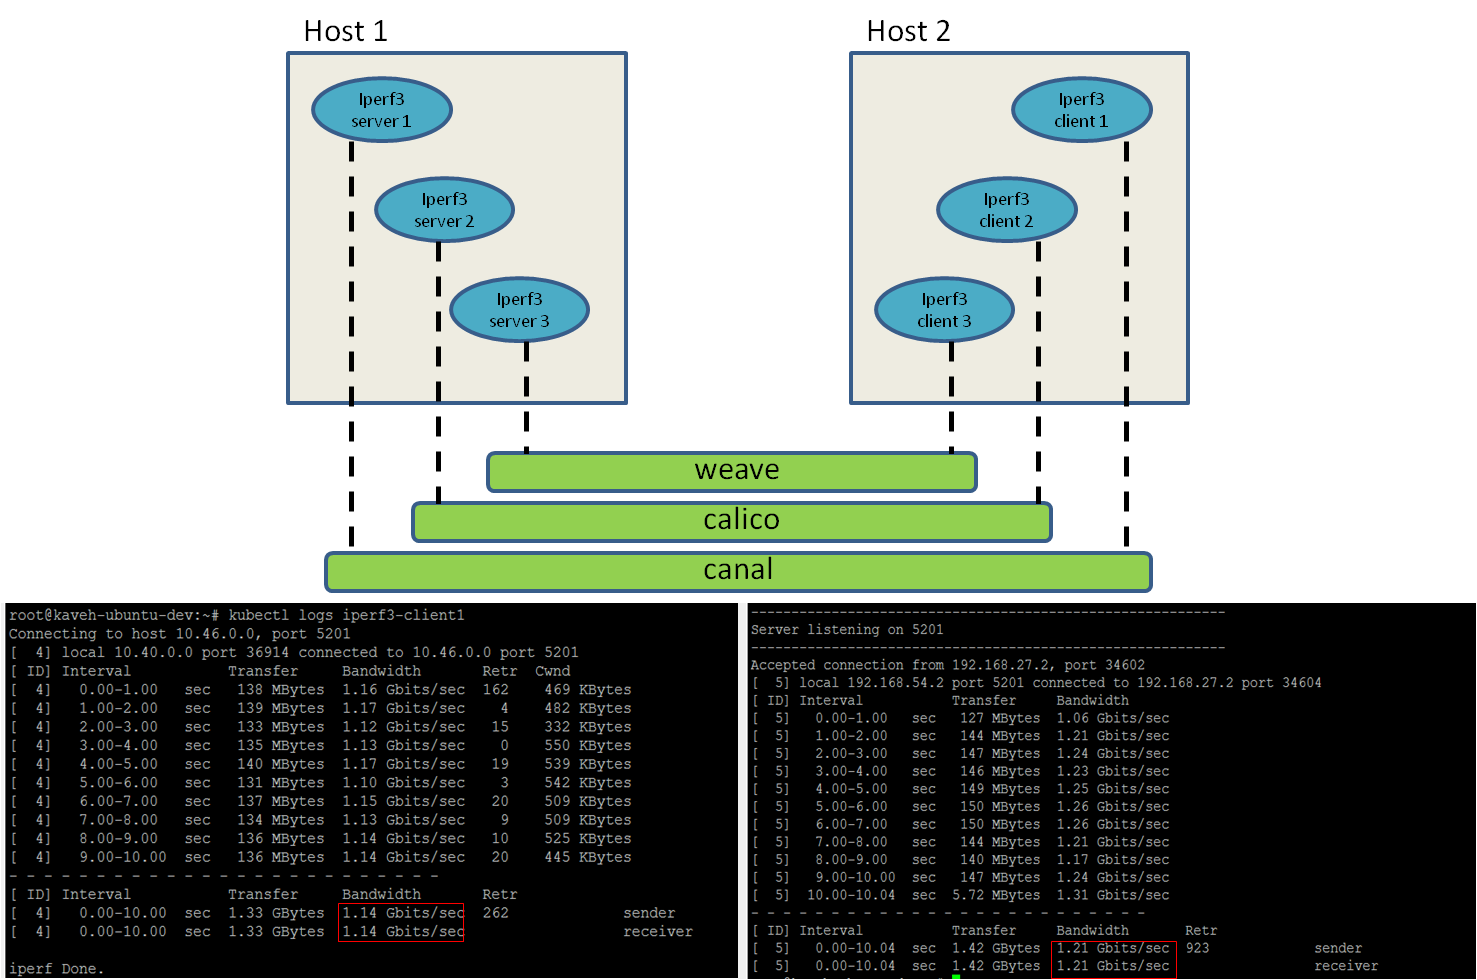 Host 1
Host 2
Iperf3
server 1
Iperf3
client 1
Iperf3
server 2
Iperf3
client 2
Iperf3
server 3
Iperf3
client 3
weave
calico
canal
root@kaveh-ubuntu-dev:~# kubectl logs iperf3-client1
Connecting to host 10.46.0.0, port 5201
[  4] local 10.40.0.0 port 36914 connected to 10.46.0.0 port 5201
[ ID] Interval           Transfer     Bandwidth       Retr  Cwnd
[  4]   0.00-1.00   sec   138 MBytes  1.16 Gbits/sec  162    469 KBytes
[  4]   1.00-2.00   sec   139 MBytes  1.17 Gbits/sec    4    482 KBytes
[  4]   2.00-3.00   sec   133 MBytes  1.12 Gbits/sec   15    332 KBytes
[  4]   3.00-4.00   sec   135 MBytes  1.13 Gbits/sec    0    550 KBytes
[  4]   4.00-5.00   sec   140 MBytes  1.17 Gbits/sec   19    539 KBytes
[  4]   5.00-6.00   sec   131 MBytes  1.10 Gbits/sec    3    542 KBytes
[  4]   6.00-7.00   sec   137 MBytes  1.15 Gbits/sec   20    509 KBytes
[  4]   7.00-8.00   sec   134 MBytes  1.13 Gbits/sec    9    509 KBytes
[  4]   8.00-9.00   sec   136 MBytes  1.14 Gbits/sec   10    525 KBytes
[  4]   9.00-10.00  sec   136 MBytes  1.14 Gbits/sec   20    445 KBytes
- - - - - - - - - - - - - - - - - - - - - - - - -
[ ID] Interval           Transfer     Bandwidth       Retr
[  4]   0.00-10.00  sec  1.33 GBytes  1.14 Gbits/sec  262             sender
[  4]   0.00-10.00  sec  1.33 GBytes  1.14 Gbits/sec                  receiver
iperf Done.
-----------------------------------------------------------
Server listening on 5201
-----------------------------------------------------------
Accepted connection from 192.168.27.2, port 34602
[  5] local 192.168.54.2 port 5201 connected to 192.168.27.2 port 34604
[ ID] Interval           Transfer     Bandwidth
[  5]   0.00-1.00   sec   127 MBytes  1.06 Gbits/sec
[  5]   1.00-2.00   sec   144 MBytes  1.21 Gbits/sec
[  5]   2.00-3.00   sec   147 MBytes  1.24 Gbits/sec
[  5]   3.00-4.00   sec   146 MBytes  1.23 Gbits/sec
[  5]   4.00-5.00   sec   149 MBytes  1.25 Gbits/sec
[  5]   5.00-6.00   sec   150 MBytes  1.26 Gbits/sec
[  5]   6.00-7.00   sec   150 MBytes  1.26 Gbits/sec
[  5]   7.00-8.00   sec   144 MBytes  1.21 Gbits/sec
[  5]   8.00-9.00   sec   140 MBytes  1.17 Gbits/sec
[  5]   9.00-10.00  sec   147 MBytes  1.24 Gbits/sec
[  5]  10.00-10.04  sec  5.72 MBytes  1.31 Gbits/sec
- - - - - - - - - - - - - - - - - - - - - - - - -
[ ID] Interval           Transfer     Bandwidth       Retr
[  5]   0.00-10.04  sec  1.42 GBytes  1.21 Gbits/sec  923             sender
[  5]   0.00-10.04  sec  1.42 GBytes  1.21 Gbits/sec                  receiver